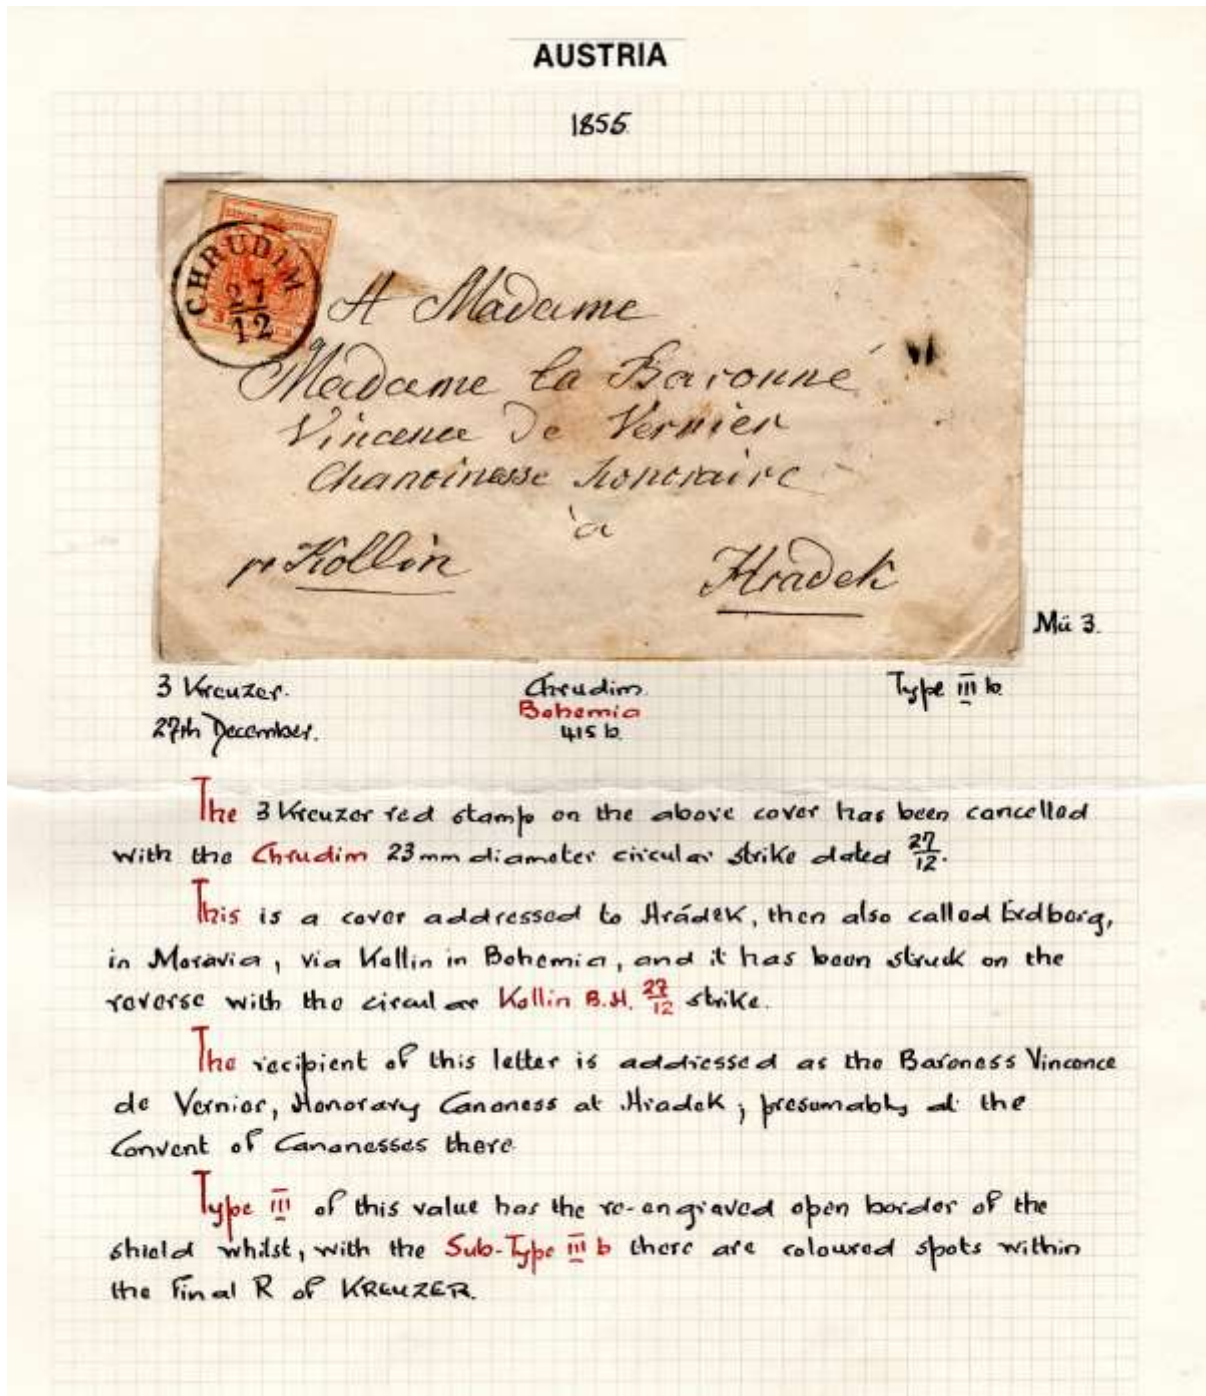 AUSTRIA
1855
CHRUDIM
27
12
A Madame
Madame la Baronne
Vincence de Vernier
Chanoinesse honoraire
à
pr Kollin
Hradek
Mü 3.
3 Kreuzer. Chrudim. Type III b
Bohemia
27th December. 415 b
The 3 Kreuzer red stamp on the above cover has been cancelled
with the Chrudim 23mm diameter circular strike dated 27/12.
This is a cover addressed to Hrádek, then also called Erdberg,
in Moravia, via Kollin in Bohemia, and it has been struck on the
reverse with the circular Kollin B.H. 27/12 strike.
The recipient of this letter is addressed as the Baroness Vincence
de Vernier, Honorary Canoness at Hradek; presumably at the
Convent of Canonesses there
Type III of this value has the re-engraved open border of the
shield whilst, with the Sub-Type III b there are coloured spots within
the final R of KREUZER.